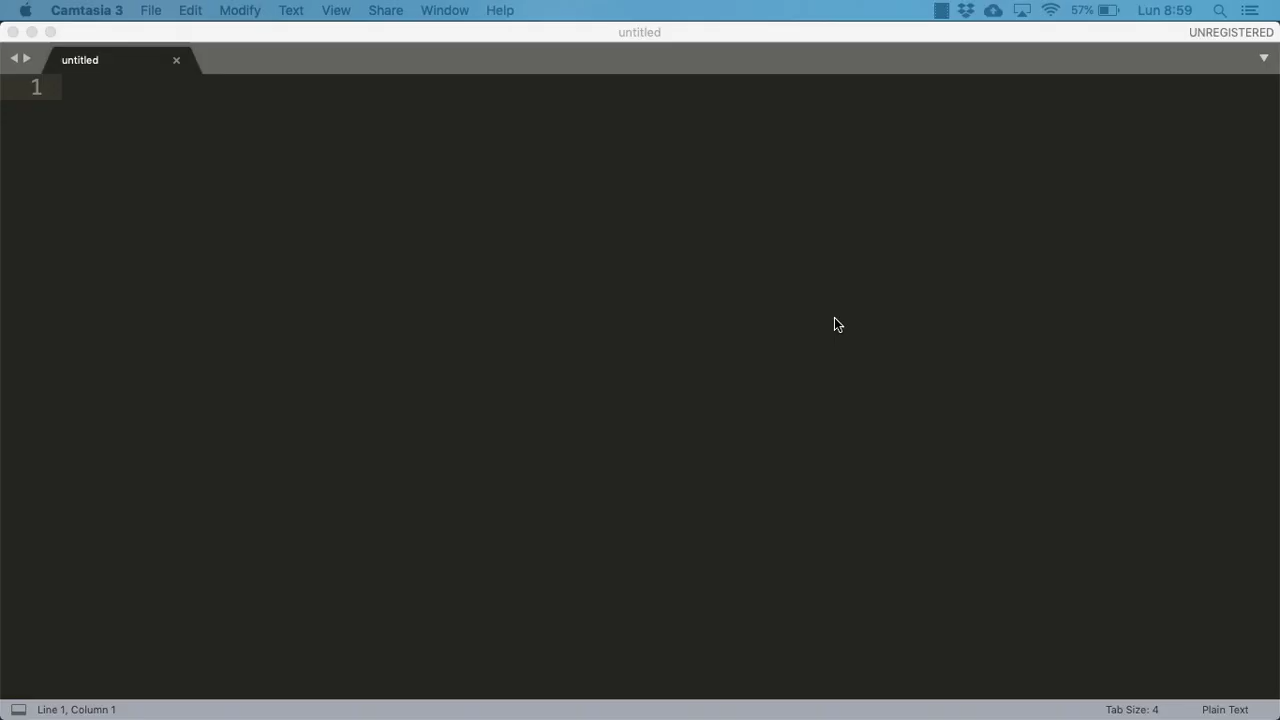 Camtasia 3 File Edit Modify Text View Share Window Help 57% Lun 8:59
untitled UNREGISTERED
untitled
1
Line 1, Column 1 Tab Size: 4 Plain Text